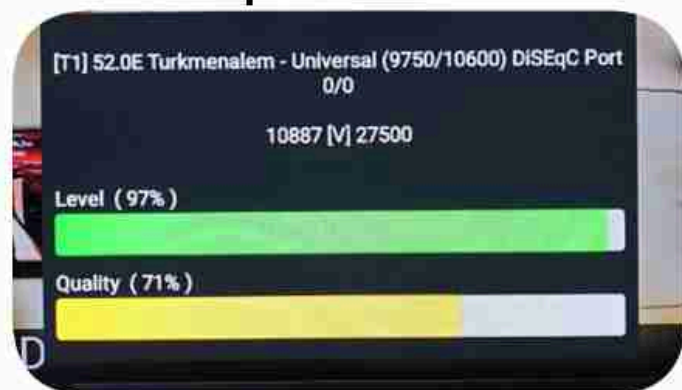 [T1] 52.0E Turkmenalem - Universal (9750/10600) DiSEqC Port
0/0
10887 [V] 27500
Level ( 97% )
Quality ( 71% )
D